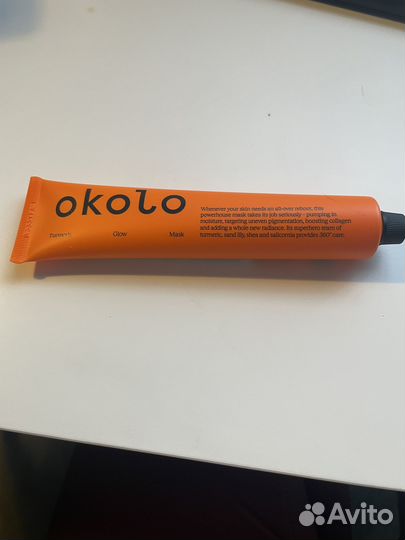 okolo
Turmeric Glow Mask
Whenever your skin needs an all-over reboot, this
powerhouse mask takes its job seriously – pumping in
moisture, targeting uneven pigmentation, boosting collagen
and adding a whole new radiance. Its superhero team of
turmeric, sand lily, shea and salicornia provides 360° care.
Avito